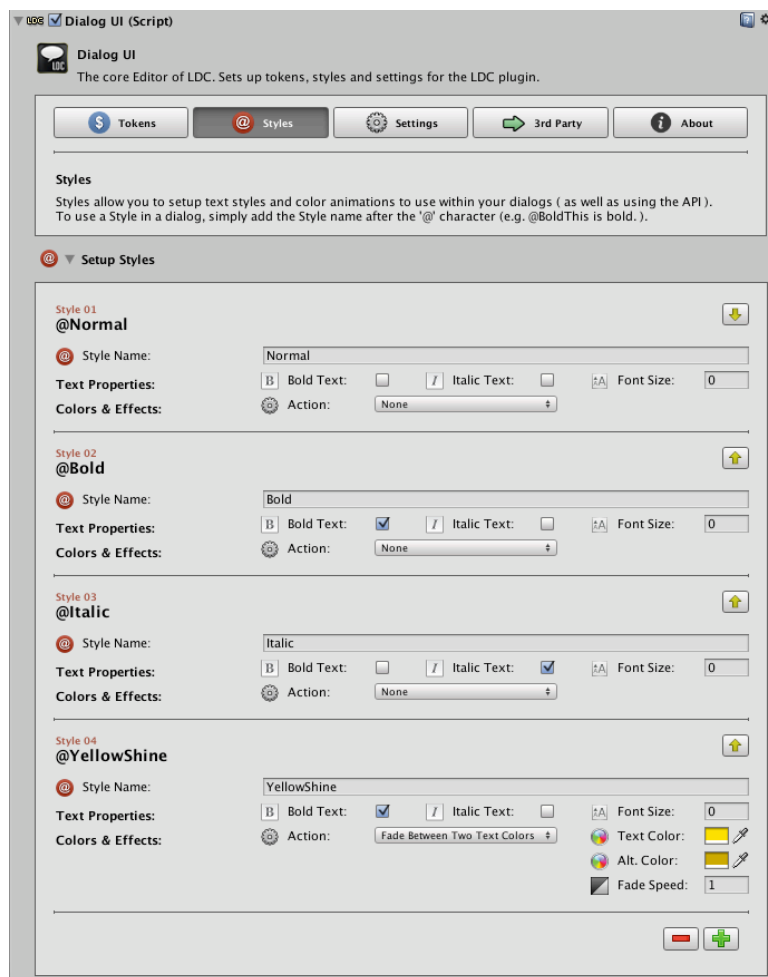 LDC Dialog UI (Script)
LDC
Dialog UI
The core Editor of LDC. Sets up tokens, styles and settings for the LDC plugin.
$ Tokens @ Styles Settings 3rd Party i About
Styles
Styles allow you to setup text styles and color animations to use within your dialogs ( as well as using the API ).
To use a Style in a dialog, simply add the Style name after the '@' character (e.g. @BoldThis is bold. ).
@ Setup Styles
Style 01
@Normal
@ Style Name: Normal
Text Properties: B Bold Text: I Italic Text: ±A Font Size: 0
Colors & Effects: Action: None
Style 02
@Bold
@ Style Name: Bold
Text Properties: B Bold Text: I Italic Text: ±A Font Size: 0
Colors & Effects: Action: None
Style 03
@Italic
@ Style Name: Italic
Text Properties: B Bold Text: I Italic Text: ±A Font Size: 0
Colors & Effects: Action: None
Style 04
@YellowShine
@ Style Name: YellowShine
Text Properties: B Bold Text: I Italic Text: ±A Font Size: 0
Colors & Effects: Action: Fade Between Two Text Colors Text Color:
Alt. Color:
Fade Speed: 1